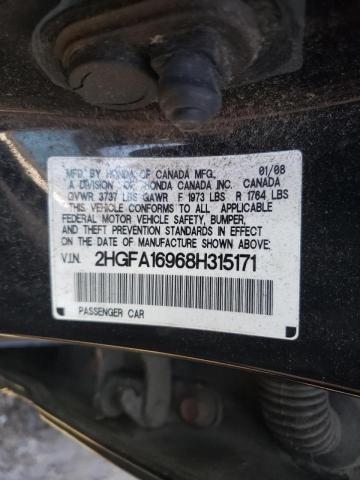 MFD. BY HONDA OF CANADA MFG. 01/08
A DIVISION OF HONDA CANADA INC. CANADA
GVWR 3737 LBS GAWR F 1973 LBS R 1764 LBS
THIS VEHICLE CONFORMS TO ALL APPLICABLE
FEDERAL MOTOR VEHICLE SAFETY, BUMPER,
AND THEFT PREVENTION STANDARDS IN EFFECT
ON THE DATE OF MANUFACTURE SHOWN ABOVE.
V.I.N. 2HGFA16968H315171
PASSENGER CAR